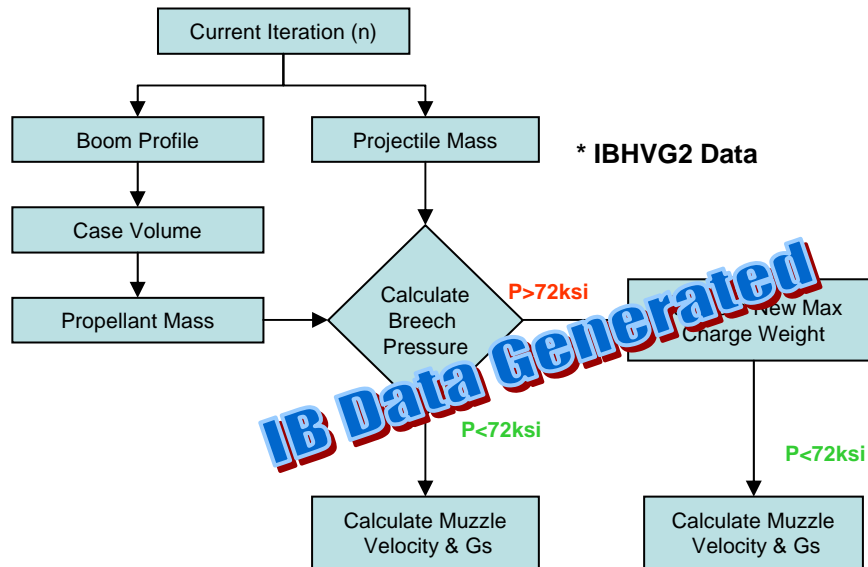 Current Iteration (n)
Boom Profile
Projectile Mass
* IBHVG2 Data
Case Volume
Propellant Mass
Calculate
Breech
Pressure
P>72ksi
New Max
Charge Weight
IB Data Generated
P<72ksi
P<72ksi
Calculate Muzzle
Velocity & Gs
Calculate Muzzle
Velocity & Gs